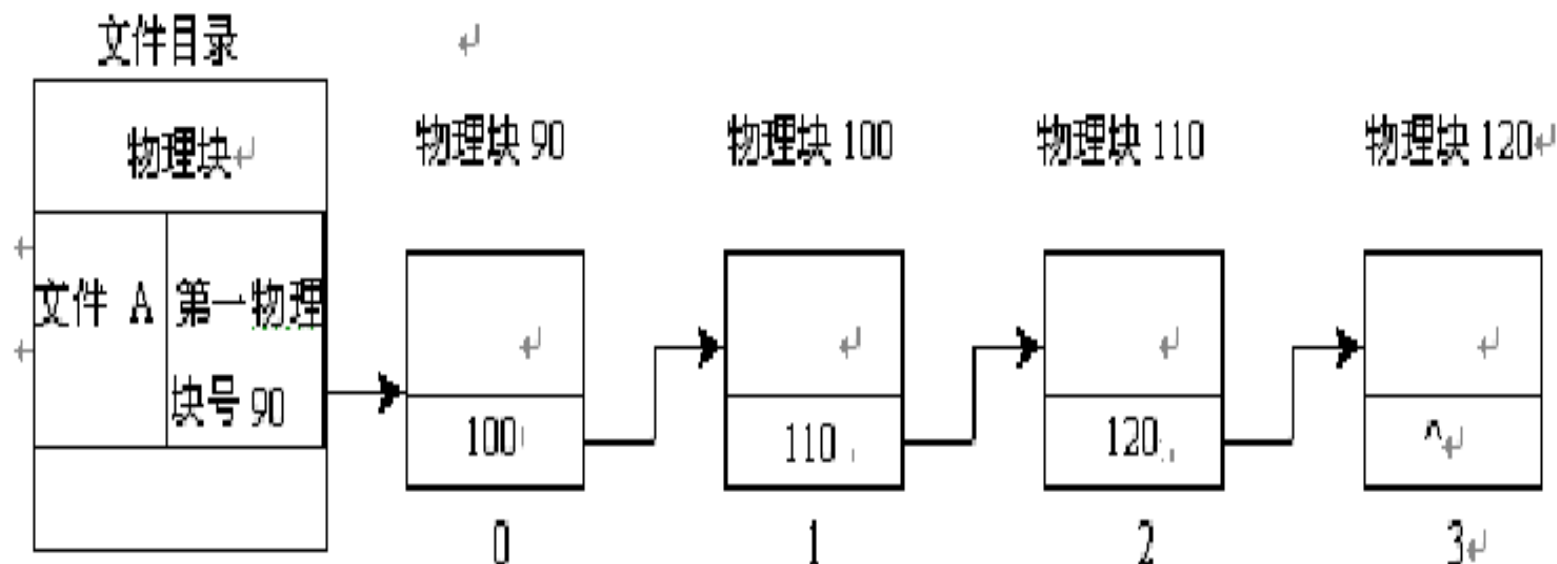 文件目录
物理块
物理块 90
物理块 100
物理块 110
物理块 120
文件 A
第一物理
块号 90
100
110
120
^
0
1
2
3